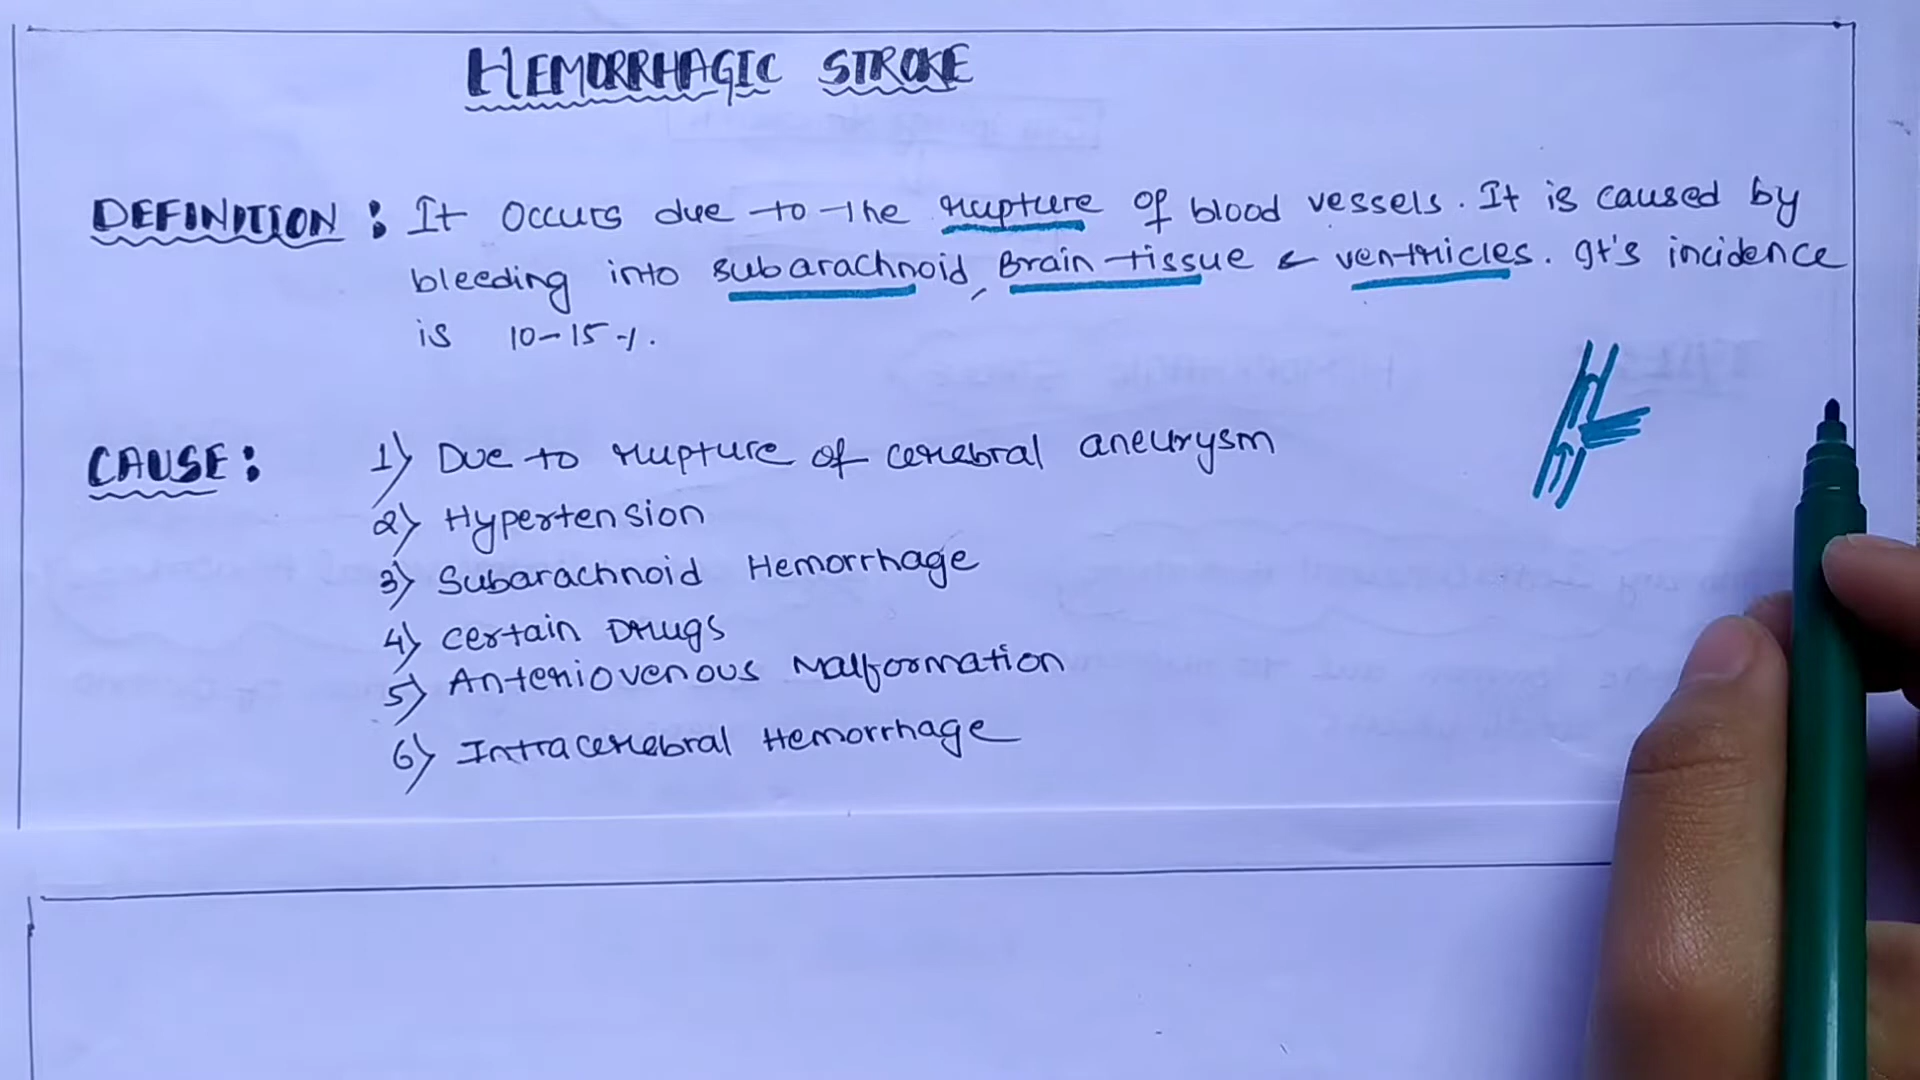 HEMORRHAGIC STROKE
DEFINITION : It occurs due to the rupture of blood vessels. It is caused by
bleeding into subarachnoid, Brain tissue & ventricles. It's incidence
is 10-15%.
CAUSE : 1) Due to rupture of cerebral aneurysm
2) Hypertension
3) Subarachnoid Hemorrhage
4) certain Drugs
5) Arteriovenous Malformation
6) Intracerebral Hemorrhage